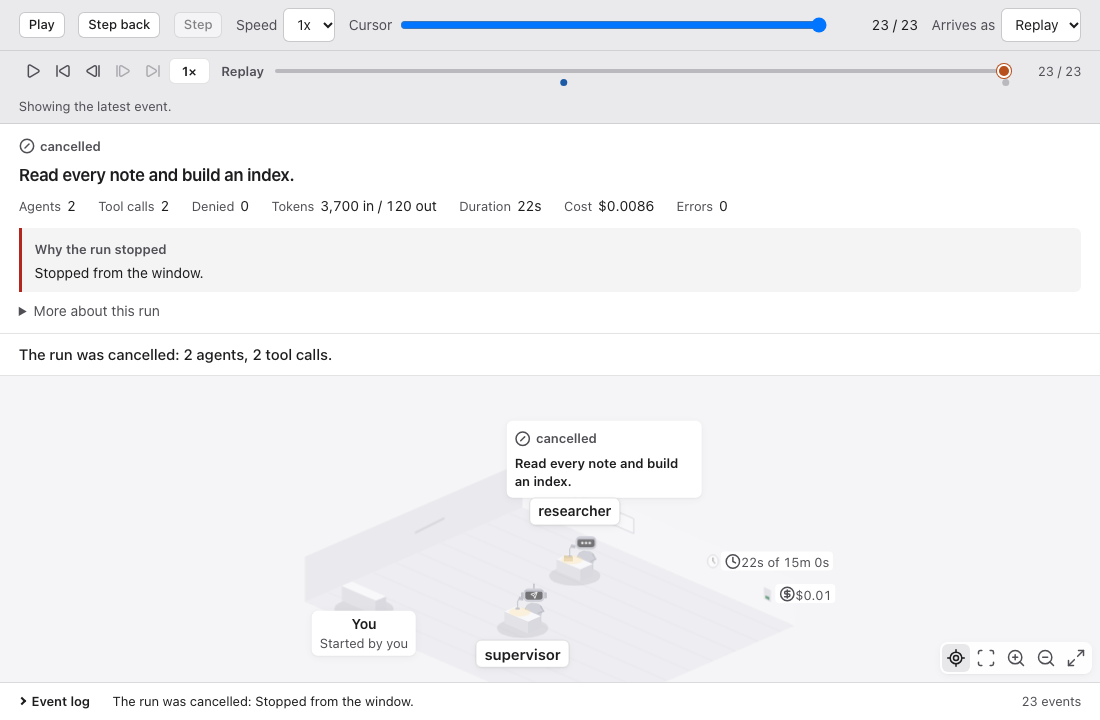 Play Step back Step Speed 1x Cursor 23 / 23 Arrives as Replay
1× Replay 23 / 23
Showing the latest event.
cancelled
Read every note and build an index.
Agents 2 Tool calls 2 Denied 0 Tokens 3,700 in / 120 out Duration 22s Cost $0.0086 Errors 0
Why the run stopped
Stopped from the window.
More about this run
The run was cancelled: 2 agents, 2 tool calls.
cancelled
Read every note and build
an index.
researcher
22s of 15m 0s
$0.01
You
Started by you
supervisor
Event log The run was cancelled: Stopped from the window. 23 events